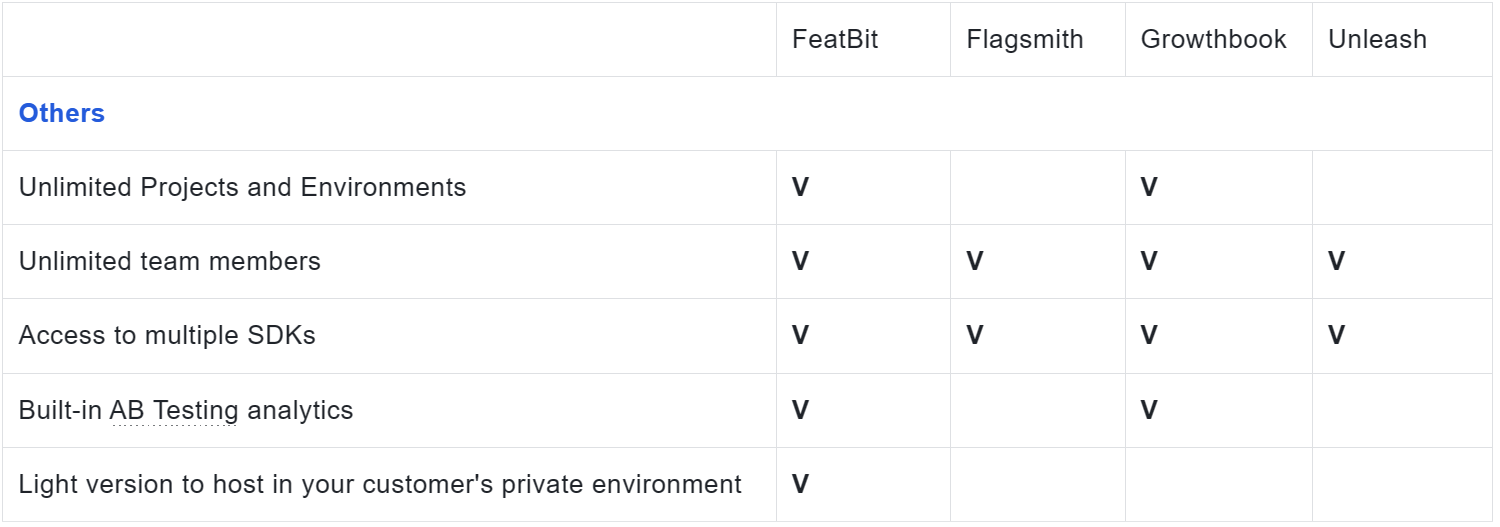 FeatBit Flagsmith Growthbook Unleash
Others
Unlimited Projects and Environments V V
Unlimited team members V V V V
Access to multiple SDKs V V V V
Built-in AB Testing analytics V V
Light version to host in your customer's private environment V